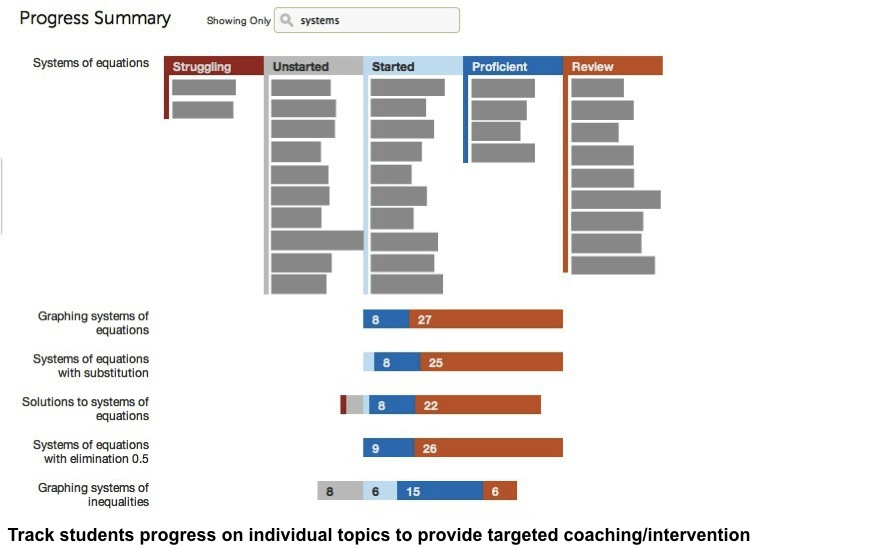 Progress Summary
Showing Only
systems
Systems of equations
Struggling
Unstarted
Started
Proficient
Review
Graphing systems of
equations
8
27
Systems of equations
with substitution
8
25
Solutions to systems of
equations
8
22
Systems of equations
with elimination 0.5
9
26
Graphing systems of
inequalities
8
6
15
6
Track students progress on individual topics to provide targeted coaching/intervention